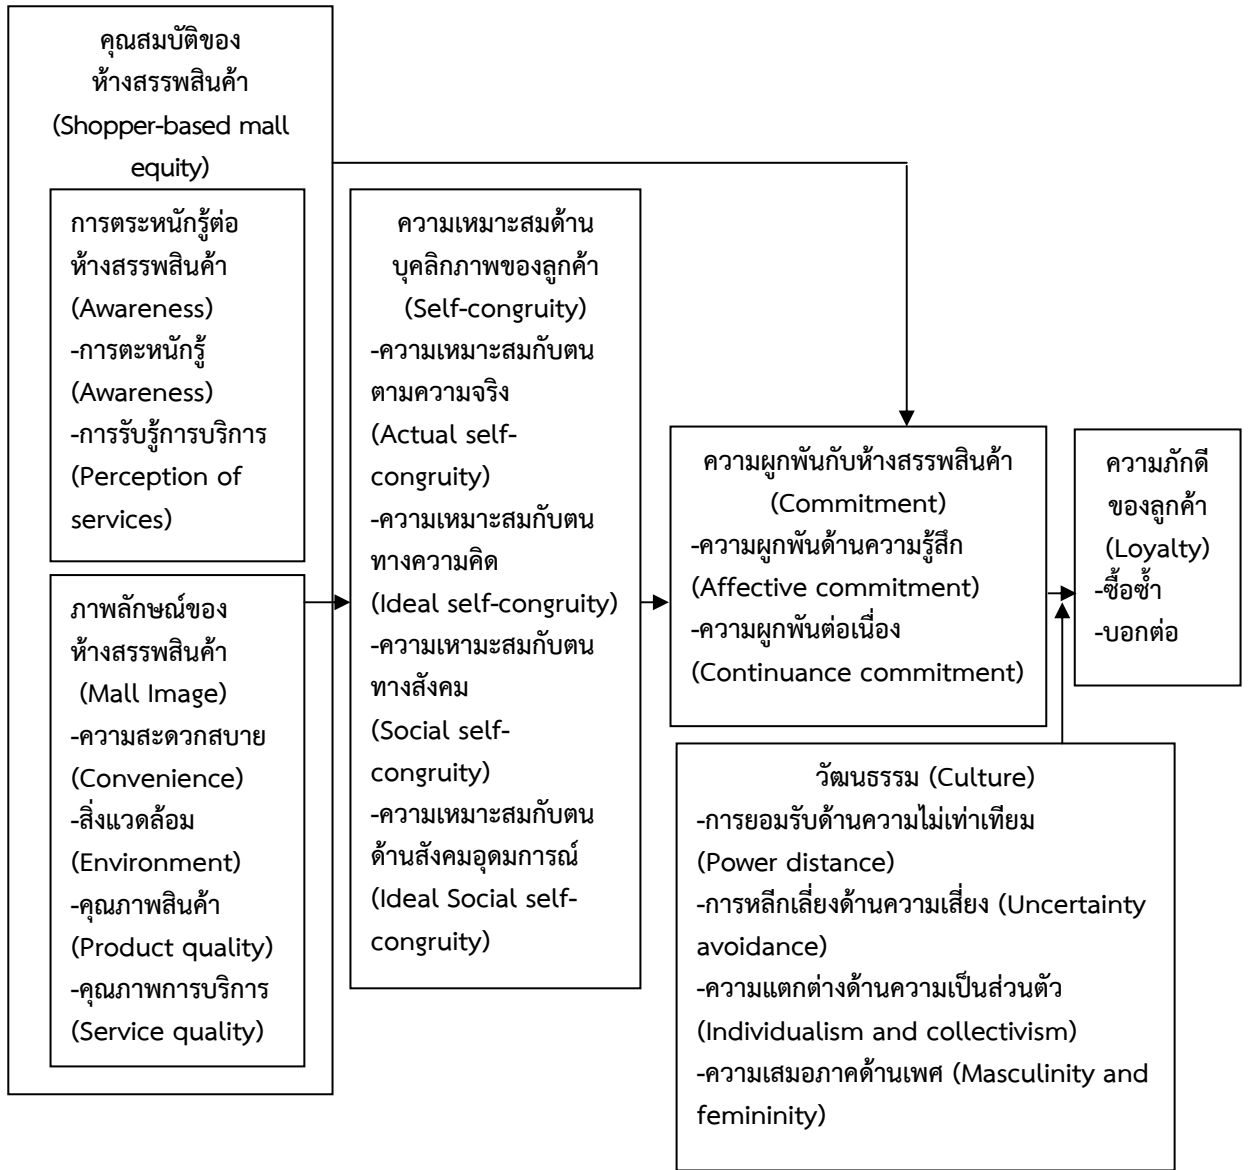 คุณสมบัติของ
ห้างสรรพสินค้า
(Shopper-based mall
equity)
การตระหนักรู้ต่อ
ห้างสรรพสินค้า
(Awareness)
-การตะหนักรู้
(Awareness)
-การรับรู้การบริการ
(Perception of
services)
ภาพลักษณ์ของ
ห้างสรรพสินค้า
(Mall Image)
-ความสะดวกสบาย
(Convenience)
-สิ่งแวดล้อม
(Environment)
-คุณภาพสินค้า
(Product quality)
-คุณภาพการบริการ
(Service quality)
ความเหมาะสมด้าน
บุคลิกภาพของลูกค้า
(Self-congruity)
-ความเหมาะสมกับตน
ตามความจริง
(Actual self-
congruity)
-ความเหมาะสมกับตน
ทางความคิด
(Ideal self-congruity)
-ความเหามะสมกับตน
ทางสังคม
(Social self-
congruity)
-ความเหมาะสมกับตน
ด้านสังคมอุดมการณ์
(Ideal Social self-
congruity)
ความผูกพันกับห้างสรรพสินค้า
(Commitment)
-ความผูกพันด้านความรู้สึก
(Affective commitment)
-ความผูกพันต่อเนื่อง
(Continuance commitment)
ความภักดี
ของลูกค้า
(Loyalty)
-ซื้อซ้ำ
-บอกต่อ
วัฒนธรรม (Culture)
-การยอมรับด้านความไม่เท่าเทียม
(Power distance)
-การหลีกเลี่ยงด้านความเสี่ยง (Uncertainty
avoidance)
-ความแตกต่างด้านความเป็นส่วนตัว
(Individualism and collectivism)
-ความเสมอภาคด้านเพศ (Masculinity and
femininity)